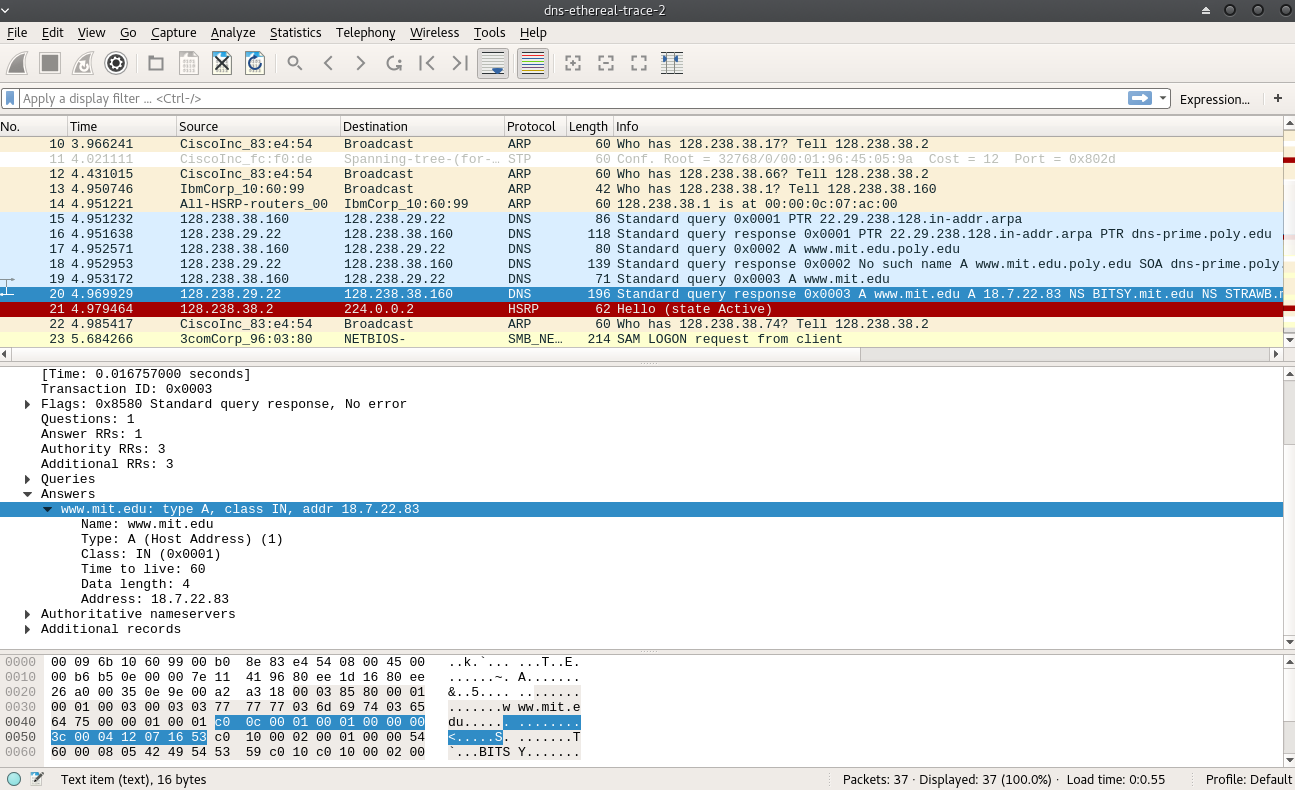 dns-ethereal-trace-2
File Edit View Go Capture Analyze Statistics Telephony Wireless Tools Help
Apply a display filter ... <Ctrl-/> Expression... +
No. Time Source Destination Protocol Length Info
10 3.966241 CiscoInc_83:e4:54 Broadcast ARP 60 Who has 128.238.38.17? Tell 128.238.38.2
11 4.021111 CiscoInc_fc:f0:de Spanning-tree-(for-… STP 60 Conf. Root = 32768/0/00:01:96:45:05:9a Cost = 12 Port = 0x802d
12 4.431015 CiscoInc_83:e4:54 Broadcast ARP 60 Who has 128.238.38.66? Tell 128.238.38.2
13 4.950746 IbmCorp_10:60:99 Broadcast ARP 42 Who has 128.238.38.1? Tell 128.238.38.160
14 4.951221 All-HSRP-routers_00 IbmCorp_10:60:99 ARP 60 128.238.38.1 is at 00:00:0c:07:ac:00
15 4.951232 128.238.38.160 128.238.29.22 DNS 86 Standard query 0x0001 PTR 22.29.238.128.in-addr.arpa
16 4.951638 128.238.29.22 128.238.38.160 DNS 118 Standard query response 0x0001 PTR 22.29.238.128.in-addr.arpa PTR dns-prime.poly.edu
17 4.952571 128.238.38.160 128.238.29.22 DNS 80 Standard query 0x0002 A www.mit.edu.poly.edu
18 4.952953 128.238.29.22 128.238.38.160 DNS 139 Standard query response 0x0002 No such name A www.mit.edu.poly.edu SOA dns-prime.poly.
19 4.953172 128.238.38.160 128.238.29.22 DNS 71 Standard query 0x0003 A www.mit.edu
20 4.969929 128.238.29.22 128.238.38.160 DNS 196 Standard query response 0x0003 A www.mit.edu A 18.7.22.83 NS BITSY.mit.edu NS STRAWB.
21 4.979464 128.238.38.2 224.0.0.2 HSRP 62 Hello (state Active)
22 4.985417 CiscoInc_83:e4:54 Broadcast ARP 60 Who has 128.238.38.74? Tell 128.238.38.2
23 5.684266 3comCorp_96:03:80 NETBIOS- SMB_NE… 214 SAM LOGON request from client
[Time: 0.016757000 seconds]
Transaction ID: 0x0003
Flags: 0x8580 Standard query response, No error
Questions: 1
Answer RRs: 1
Authority RRs: 3
Additional RRs: 3
Queries
Answers
www.mit.edu: type A, class IN, addr 18.7.22.83
Name: www.mit.edu
Type: A (Host Address) (1)
Class: IN (0x0001)
Time to live: 60
Data length: 4
Address: 18.7.22.83
Authoritative nameservers
Additional records
0000 00 09 6b 10 60 99 00 b0 8e 83 e4 54 08 00 45 00 ..k.`... ...T..E.
0010 00 b6 b5 0e 00 00 7e 11 41 96 80 ee 1d 16 80 ee ......~. A.......
0020 26 a0 00 35 0e 9e 00 a2 a3 18 00 03 85 80 00 01 &..5.... ........
0030 00 01 00 03 00 03 03 77 77 77 03 6d 69 74 03 65 .......w ww.mit.e
0040 64 75 00 00 01 00 01 c0 0c 00 01 00 01 00 00 00 du...... ........
0050 3c 00 04 12 07 16 53 c0 10 00 02 00 01 00 00 54 <.....S. .......T
0060 60 00 08 05 42 49 54 53 59 c0 10 c0 10 00 02 00 `...BITS Y.......
Text item (text), 16 bytes Packets: 37 · Displayed: 37 (100.0%) · Load time: 0:0.55 Profile: Default